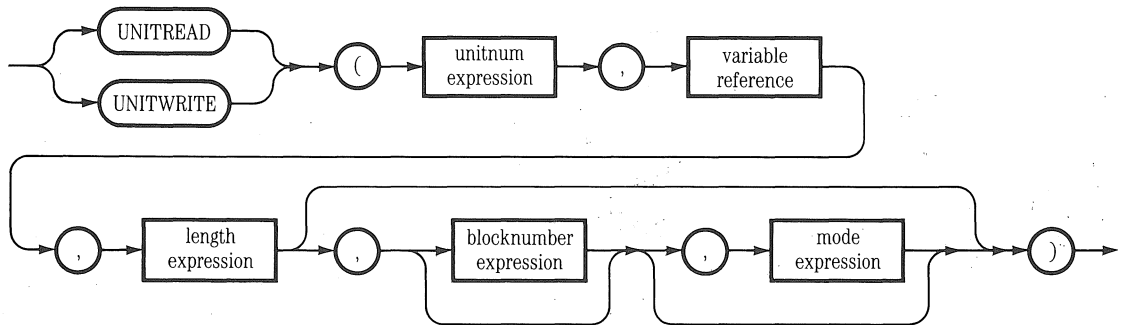 UNITREAD
UNITWRITE
(
unitnum
expression
,
variable
reference
,
length
expression
,
blocknumber
expression
,
mode
expression
)